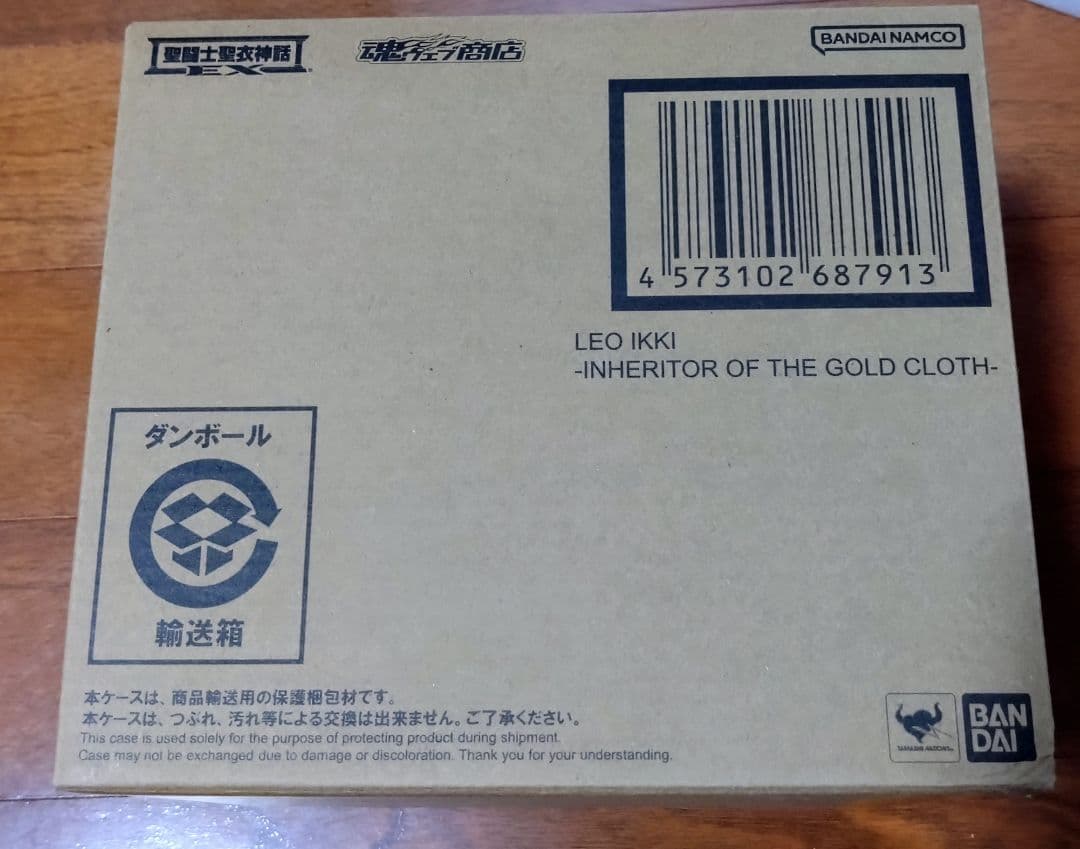 聖闘士聖衣神話
EX
魂ウェブ商店
BANDAI NAMCO
4 573102 687913
LEO IKKI
-INHERITOR OF THE GOLD CLOTH-
ダンボール
輸送箱
本ケースは、商品輸送用の保護梱包材です。
本ケースは、つぶれ、汚れ等による交換は出来ません。ご了承ください。
This case is used solely for the purpose of protecting product during shipment.
Case may not be exchanged due to damage or discoloration. Thank you for your understanding.
TAMASHII NATIONS
BAN
DAI